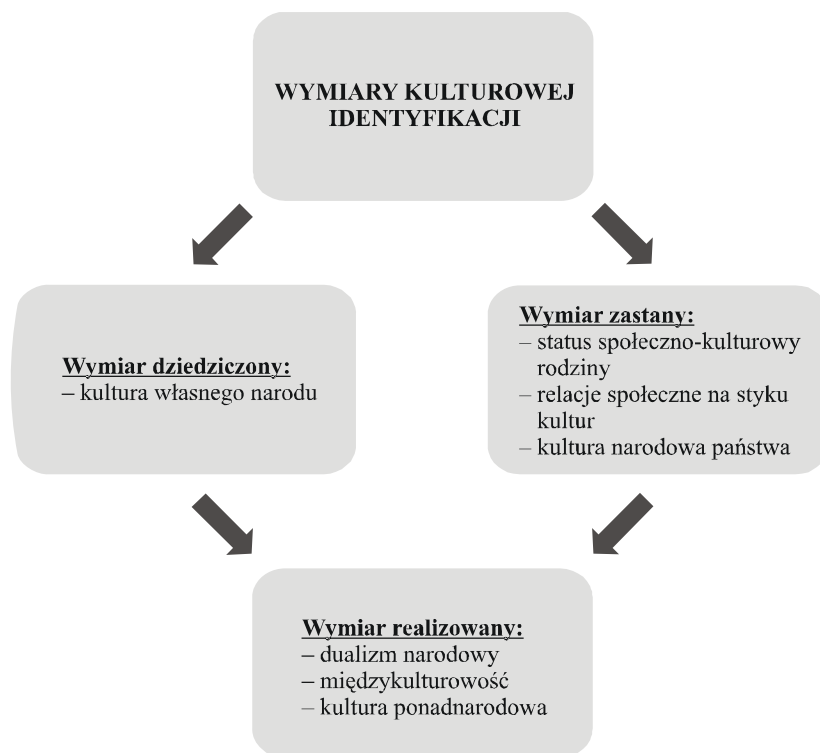 WYMIARY KULTUROWEJ
IDENTYFIKACJI
Wymiar dziedziczony:
– kultura własnego narodu
Wymiar zastany:
– status społeczno-kulturowy
rodziny
– relacje społeczne na styku
kultur
– kultura narodowa państwa
Wymiar realizowany:
– dualizm narodowy
– międzykulturowość
– kultura ponadnarodowa